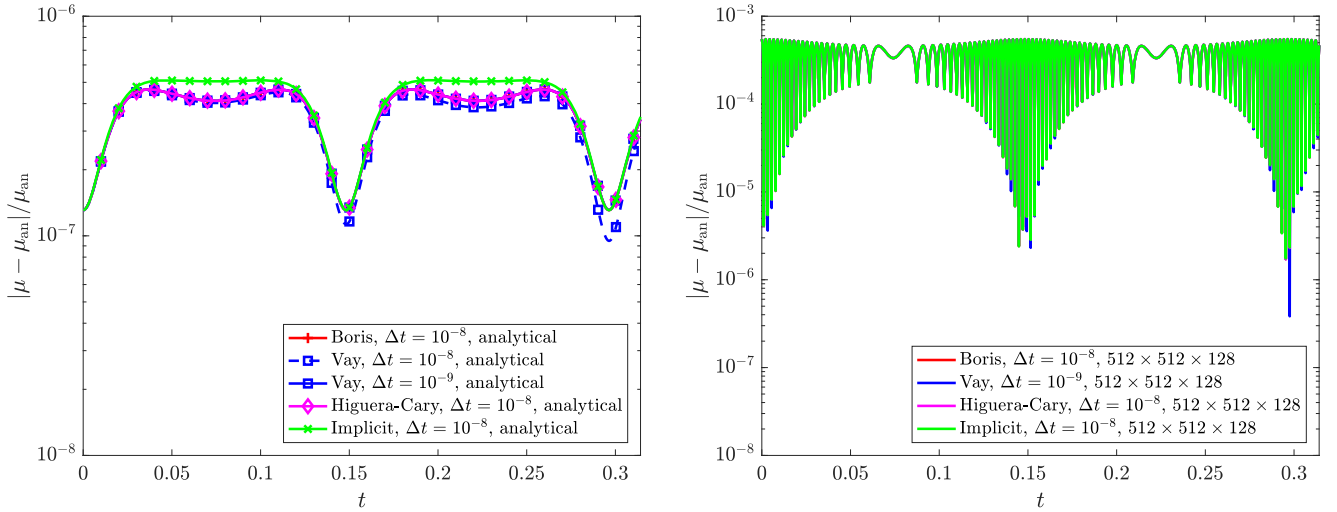 10⁻⁶
10⁻⁷
10⁻⁸
|μ − μ_an|/μ_an
0
0.05
0.1
0.15
0.2
0.25
0.3
t
Boris, Δt = 10⁻⁸, analytical
Vay, Δt = 10⁻⁸, analytical
Vay, Δt = 10⁻⁹, analytical
Higuera-Cary, Δt = 10⁻⁸, analytical
Implicit, Δt = 10⁻⁸, analytical
10⁻³
10⁻⁴
10⁻⁵
10⁻⁶
10⁻⁷
10⁻⁸
|μ − μ_an|/μ_an
0
0.05
0.1
0.15
0.2
0.25
0.3
t
Boris, Δt = 10⁻⁸, 512 × 512 × 128
Vay, Δt = 10⁻⁹, 512 × 512 × 128
Higuera-Cary, Δt = 10⁻⁸, 512 × 512 × 128
Implicit, Δt = 10⁻⁸, 512 × 512 × 128